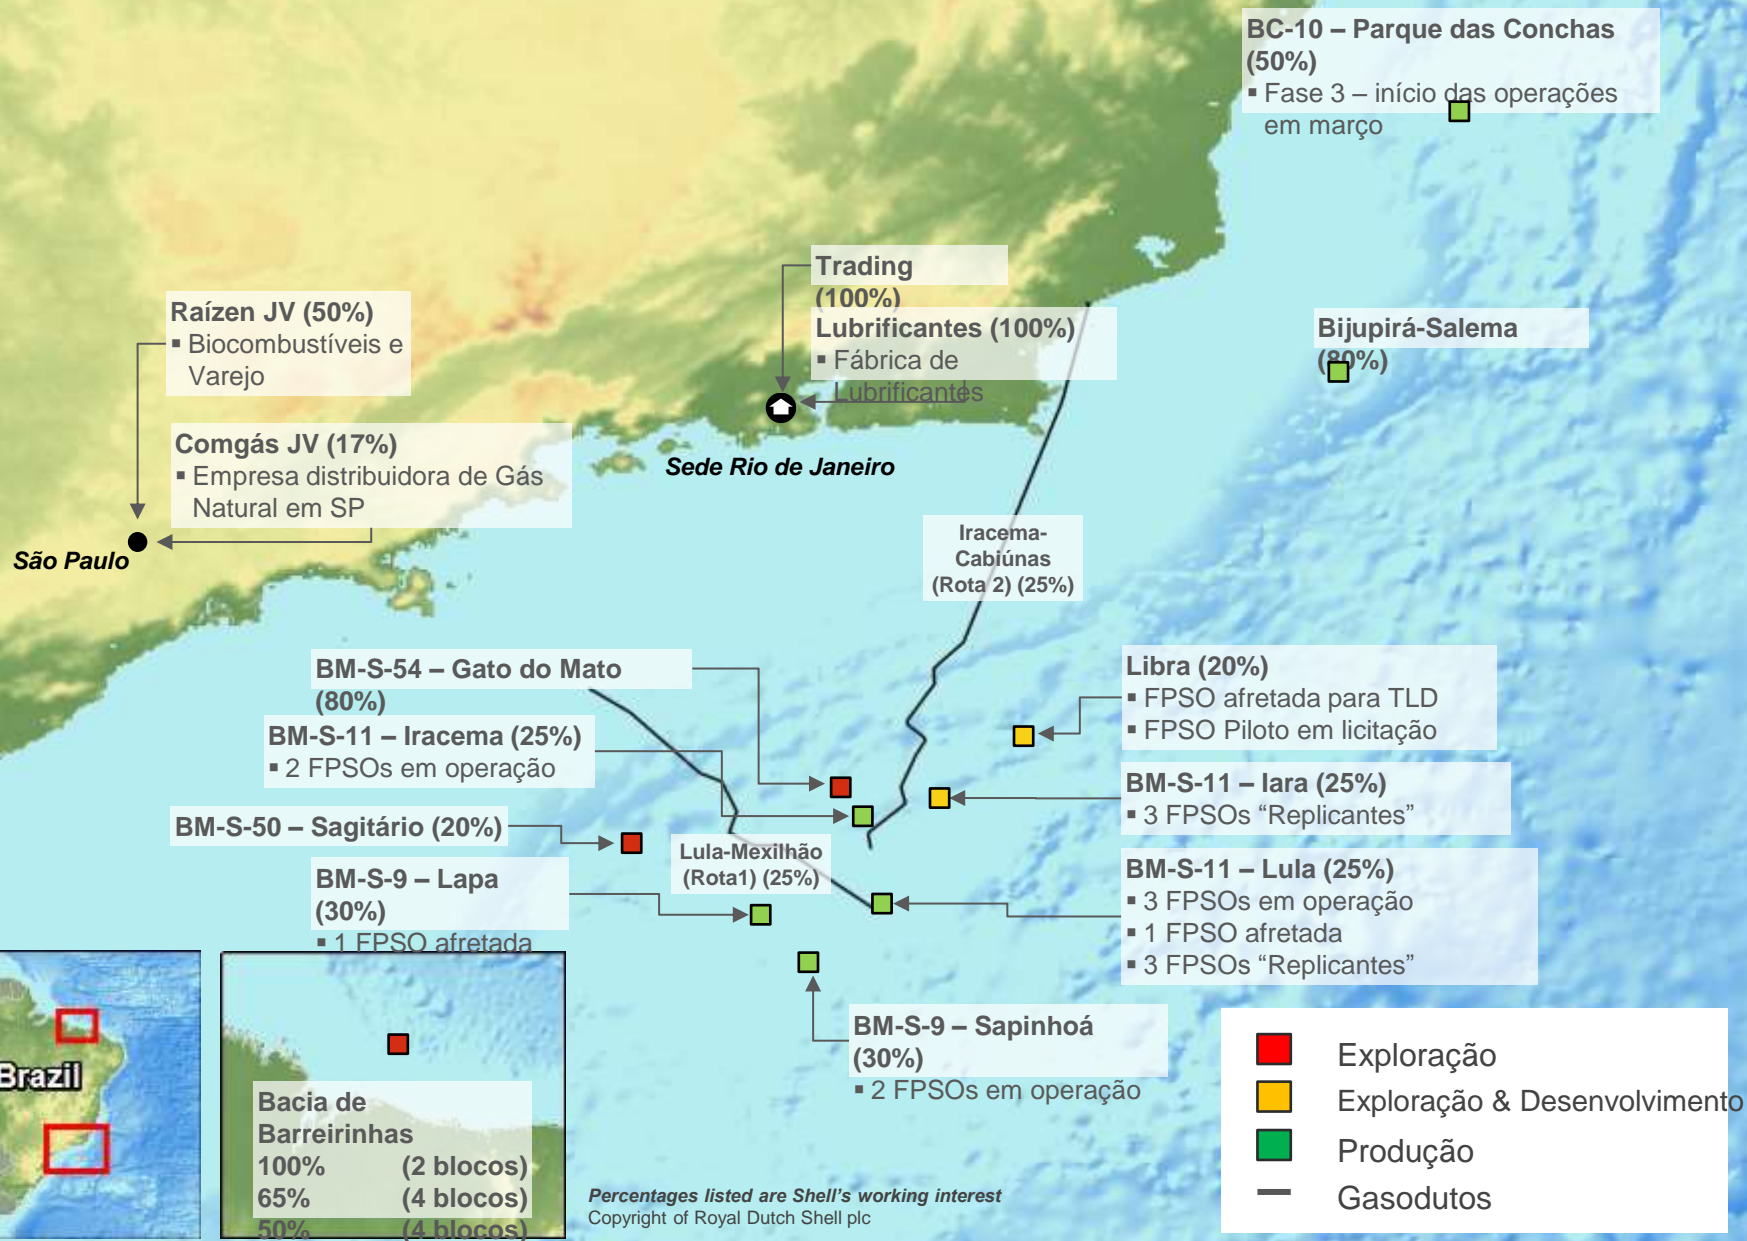 BC-10 – Parque das Conchas
(50%)
▪ Fase 3 – início das operações
em março
Trading
(100%)
Lubrificantes (100%)
▪ Fábrica de
Lubrificantes
Raízen JV (50%)
▪ Biocombustíveis e
Varejo
Bijupirá-Salema
(80%)
Comgás JV (17%)
▪ Empresa distribuidora de Gás
Natural em SP
Sede Rio de Janeiro
São Paulo
Iracema-
Cabiúnas
(Rota 2) (25%)
BM-S-54 – Gato do Mato
(80%)
BM-S-11 – Iracema (25%)
▪ 2 FPSOs em operação
BM-S-50 – Sagitário (20%)
Lula-Mexilhão
(Rota1) (25%)
BM-S-9 – Lapa
(30%)
▪ 1 FPSO afretada
Libra (20%)
▪ FPSO afretada para TLD
▪ FPSO Piloto em licitação
BM-S-11 – Iara (25%)
▪ 3 FPSOs “Replicantes”
BM-S-11 – Lula (25%)
▪ 3 FPSOs em operação
▪ 1 FPSO afretada
▪ 3 FPSOs “Replicantes”
BM-S-9 – Sapinhoá
(30%)
▪ 2 FPSOs em operação
Brazil
Bacia de
Barreirinhas
100% (2 blocos)
65% (4 blocos)
50% (4 blocos)
Percentages listed are Shell’s working interest
Copyright of Royal Dutch Shell plc
Exploração
Exploração & Desenvolvimento
Produção
Gasodutos